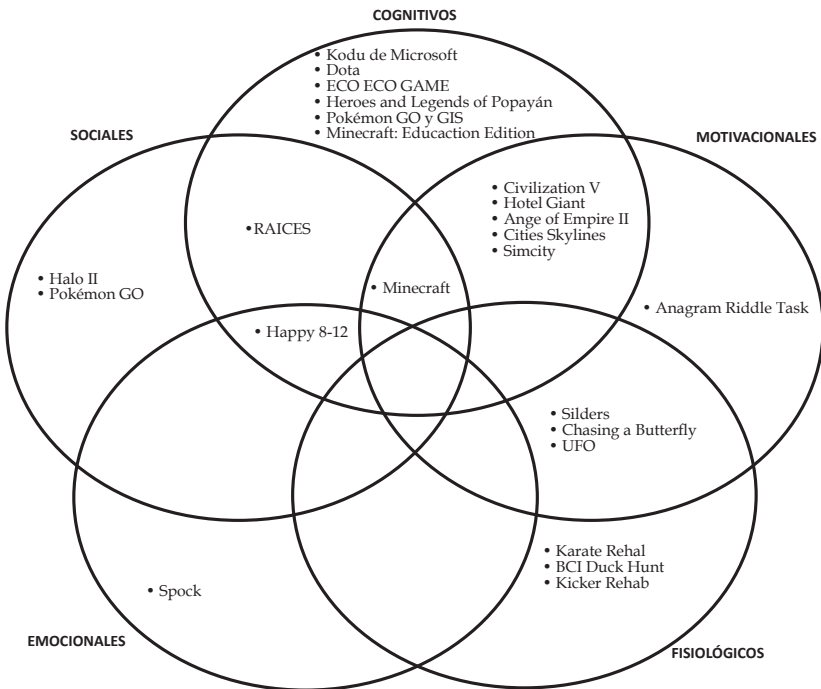 COGNITIVOS
• Kodu de Microsoft
• Dota
• ECO ECO GAME
• Heroes and Legends of Popayán
• Pokémon GO y GIS
• Minecraft: Educaction Edition
SOCIALES
MOTIVACIONALES
• Civilization V
• Hotel Giant
• Ange of Empire II
• Cities Skylines
• Simcity
•RAICES
• Halo II
• Pokémon GO
• Minecraft
• Anagram Riddle Task
• Happy 8-12
• Silders
• Chasing a Butterfly
• UFO
• Karate Rehal
• BCI Duck Hunt
• Kicker Rehab
• Spock
EMOCIONALES
FISIOLÓGICOS